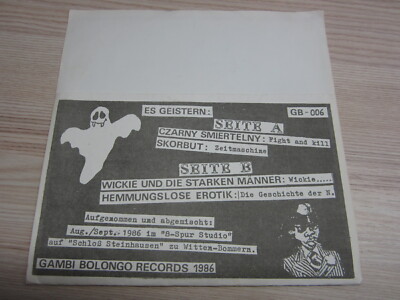 ES GEISTERN:
GB-006
SEITE A
CZARNY SMIERTELNY: Fight and kill
SKORBUT: Zeitmaschine
SEITE B
WICKIE UND DIE STARKEN MÄNNER: Wickie.....
HEMMUNGSLOSE EROTIK: Die Geschichte der N.
Aufgenommen und abgemischt:
Aug./Sept. 1986 im "8-Spur Studio"
auf "Schloß Steinhausen" zu Witten-Bommern.
GAMBI BOLONGO RECORDS 1986